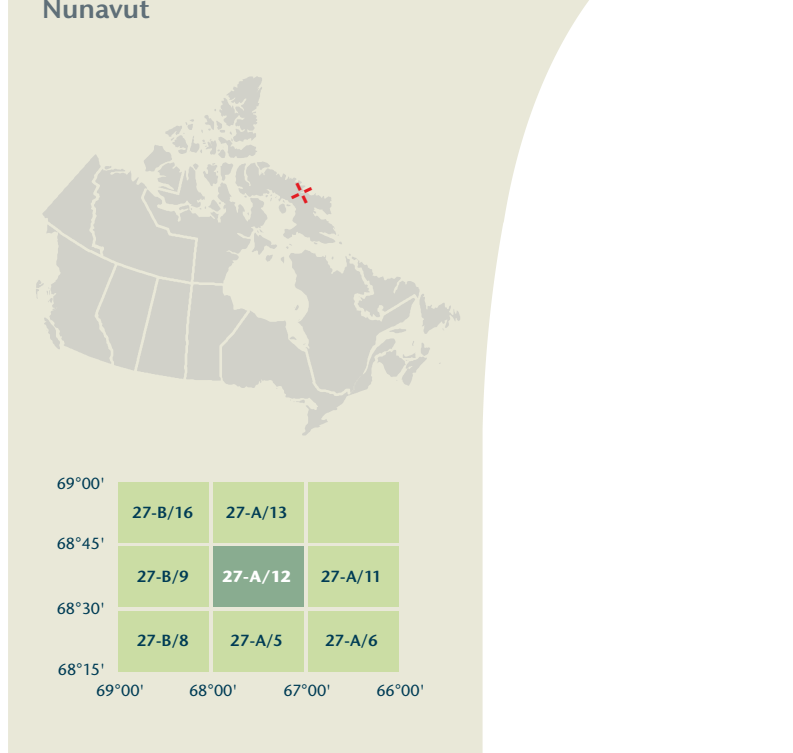 Nunavut
69°00'
27-B/16 27-A/13
68°45'
27-B/9 27-A/12 27-A/11
68°30'
27-B/8 27-A/5 27-A/6
68°15'
69°00' 68°00' 67°00' 66°00'